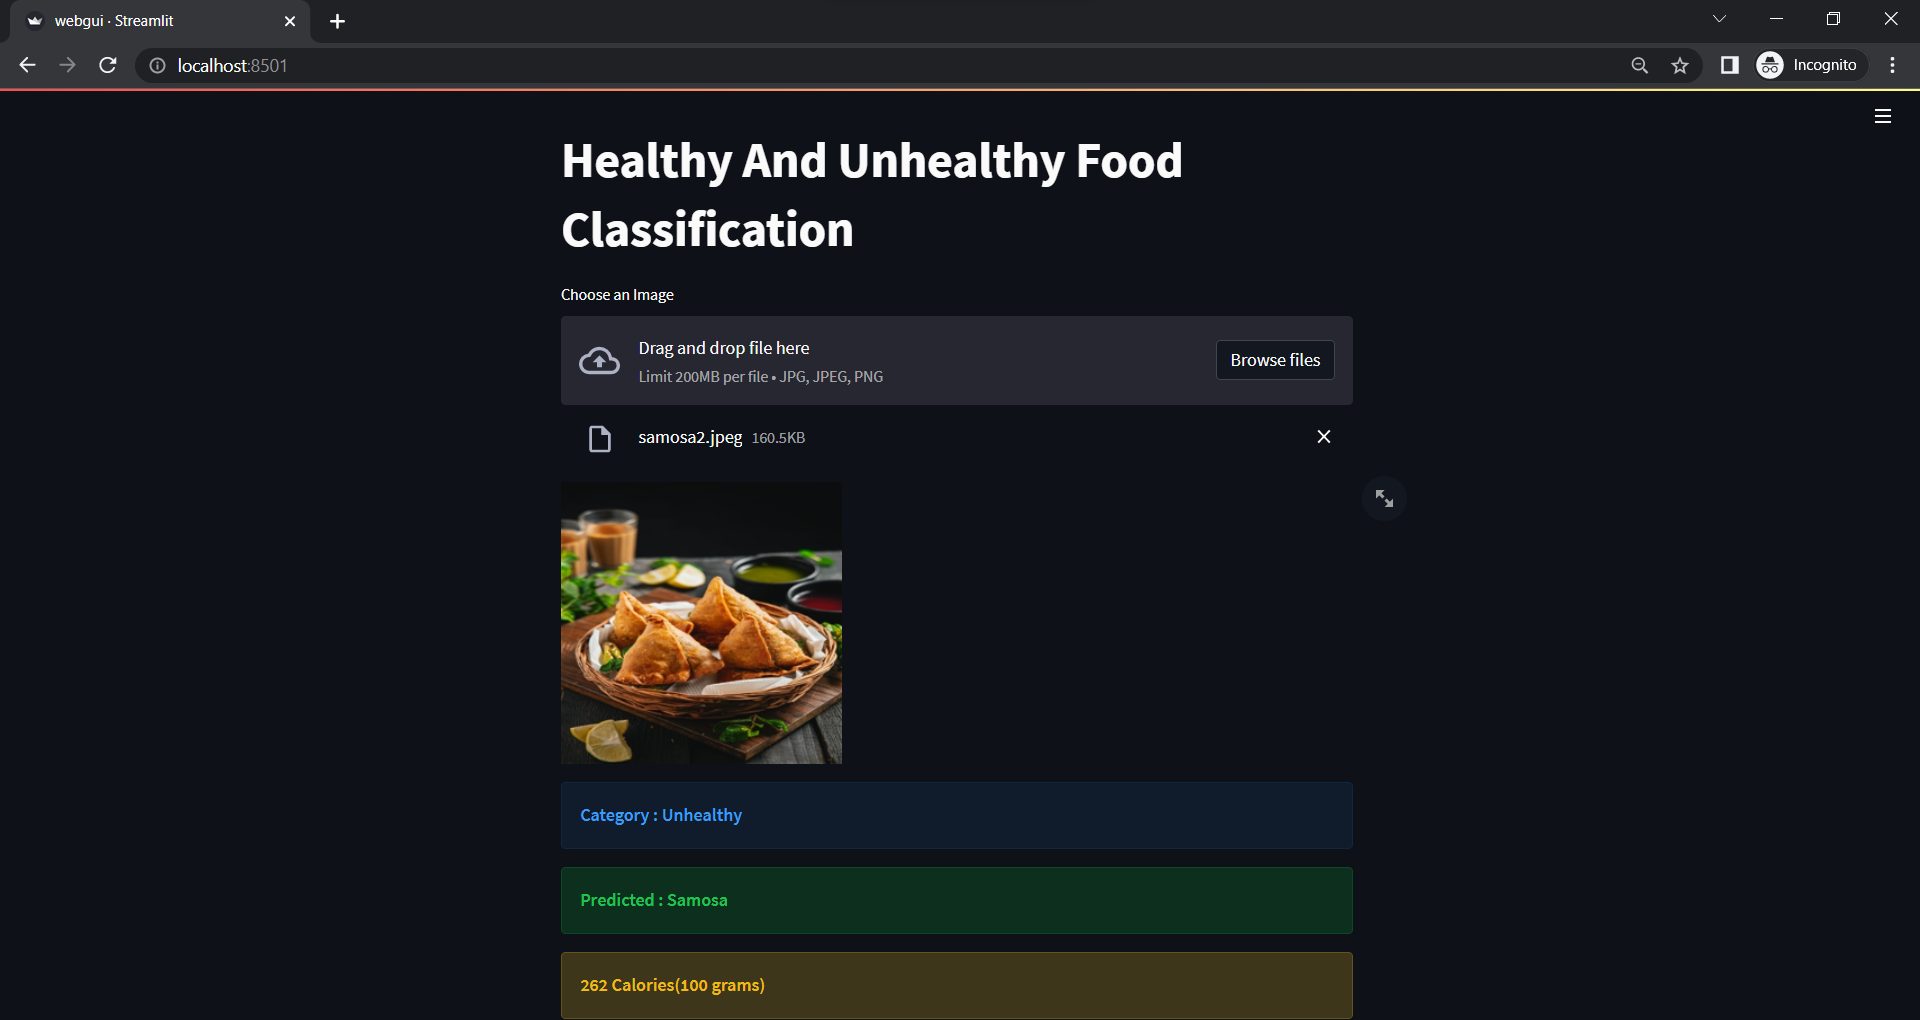 webgui · Streamlit
localhost:8501
Incognito
Healthy And Unhealthy Food
Classification
Choose an Image
Drag and drop file here
Limit 200MB per file • JPG, JPEG, PNG
Browse files
samosa2.jpeg 160.5KB
Category : Unhealthy
Predicted : Samosa
262 Calories(100 grams)